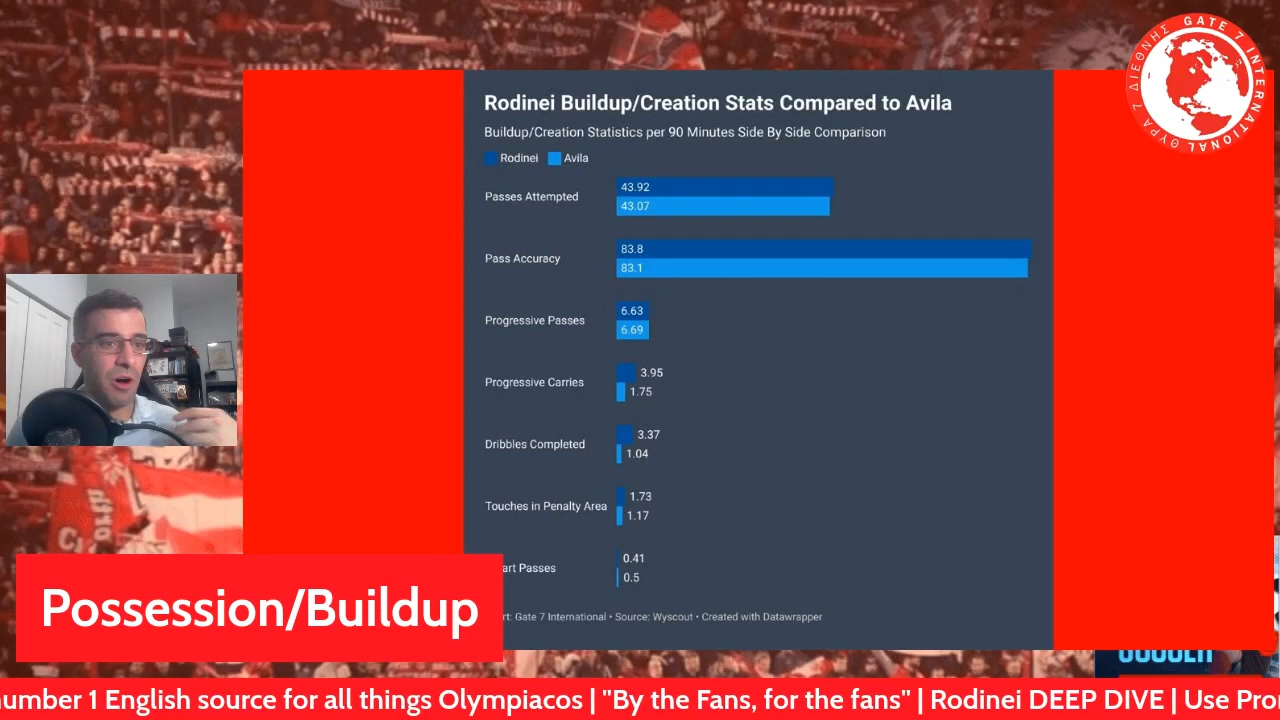 ΘΥΡΑ 7 ΔΙΕΘΝΗΣ GATE 7 INTERNATIONAL
Rodinei Buildup/Creation Stats Compared to Avila
Buildup/Creation Statistics per 90 Minutes Side By Side Comparison
Rodinei Avila
Passes Attempted 43.92
43.07
Pass Accuracy 83.8
83.1
Progressive Passes 6.63
6.69
Progressive Carries 3.95
1.75
Dribbles Completed 3.37
1.04
Touches in Penalty Area 1.73
1.17
Passes 0.41
0.5
Gate 7 International • Source: Wyscout • Created with Datawrapper
Possession/Buildup
number 1 English source for all things Olympiacos | "By the Fans, for the fans" | Rodinei DEEP DIVE | Use